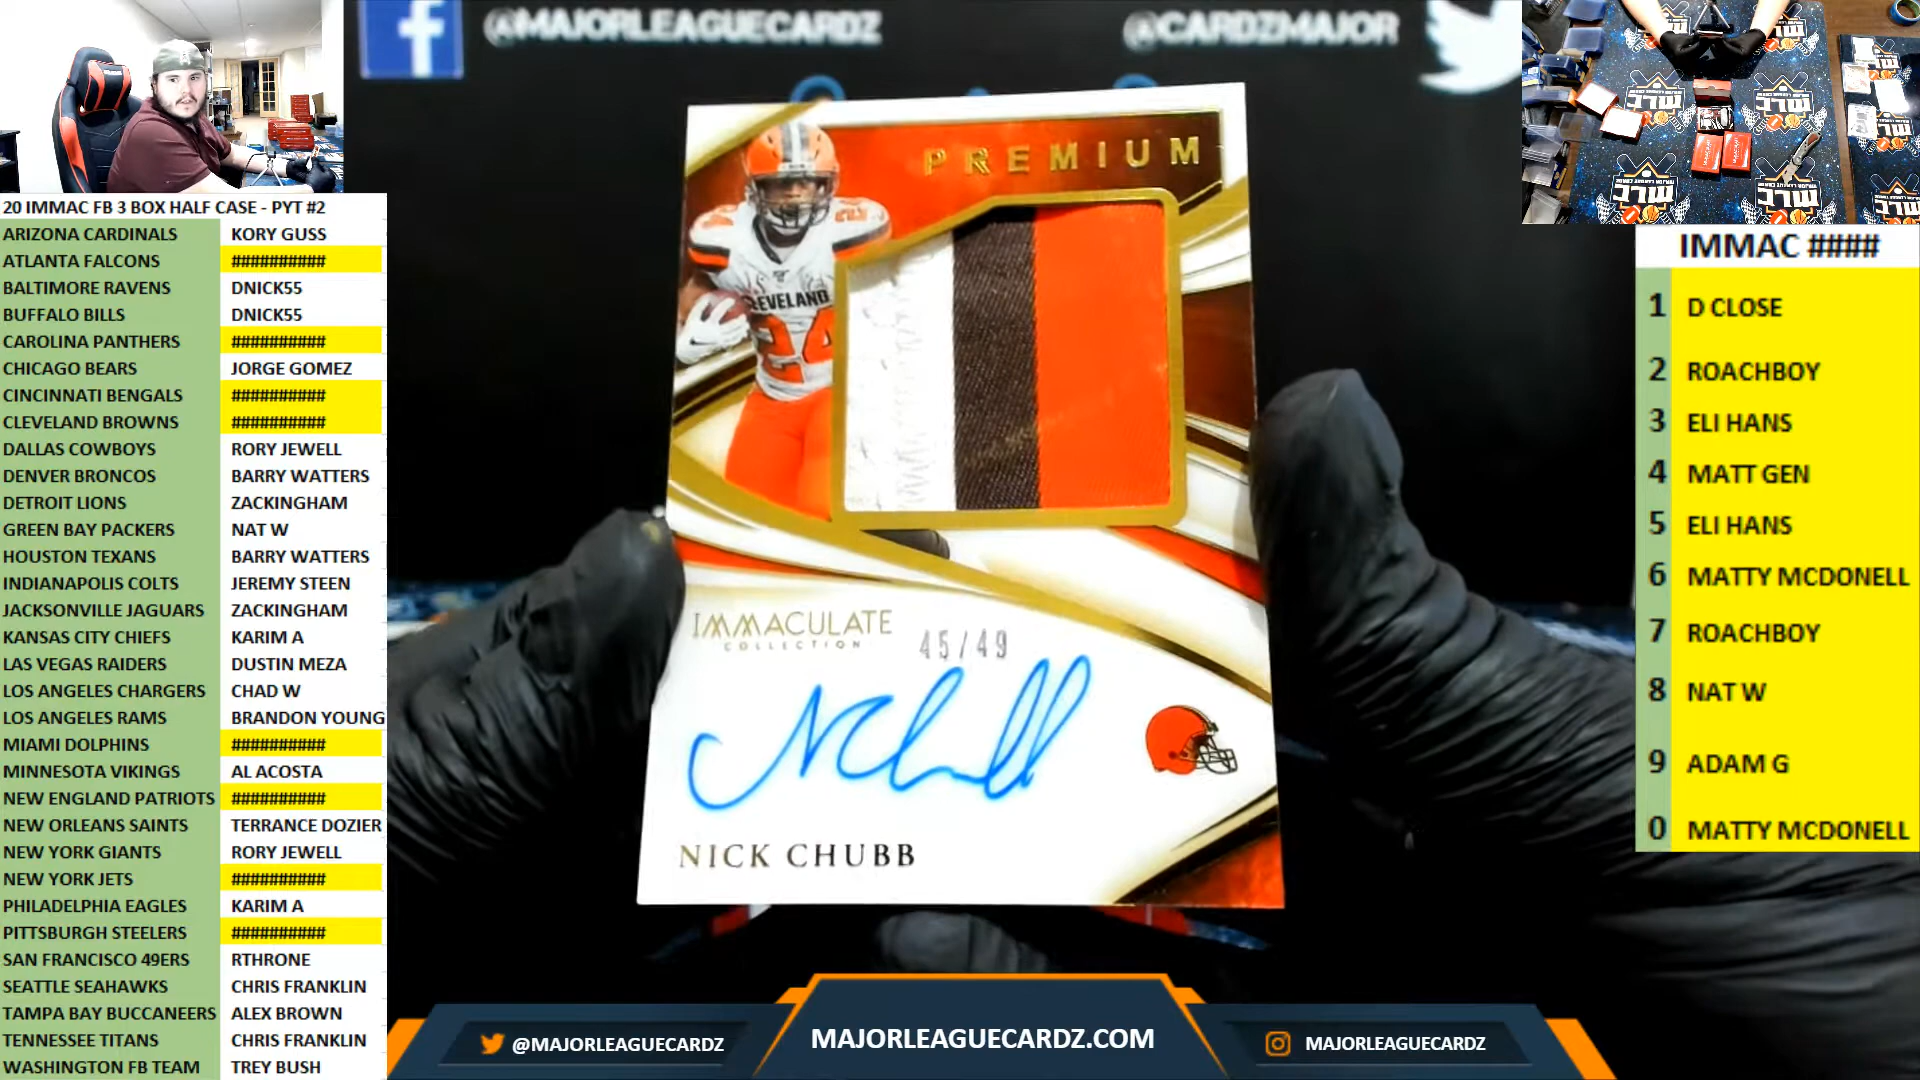 @MAJORLEAGUECARDZ
@CARDZMAJOR
20 IMMAC FB 3 BOX HALF CASE - PYT #2
ARIZONA CARDINALS KORY GUSS
ATLANTA FALCONS ##########
BALTIMORE RAVENS DNICK55
BUFFALO BILLS DNICK55
CAROLINA PANTHERS ##########
CHICAGO BEARS JORGE GOMEZ
CINCINNATI BENGALS ##########
CLEVELAND BROWNS ##########
DALLAS COWBOYS RORY JEWELL
DENVER BRONCOS BARRY WATTERS
DETROIT LIONS ZACKINGHAM
GREEN BAY PACKERS NAT W
HOUSTON TEXANS BARRY WATTERS
INDIANAPOLIS COLTS JEREMY STEEN
JACKSONVILLE JAGUARS ZACKINGHAM
KANSAS CITY CHIEFS KARIM A
LAS VEGAS RAIDERS DUSTIN MEZA
LOS ANGELES CHARGERS CHAD W
LOS ANGELES RAMS BRANDON YOUNG
MIAMI DOLPHINS ##########
MINNESOTA VIKINGS AL ACOSTA
NEW ENGLAND PATRIOTS ##########
NEW ORLEANS SAINTS TERRANCE DOZIER
NEW YORK GIANTS RORY JEWELL
NEW YORK JETS ##########
PHILADELPHIA EAGLES KARIM A
PITTSBURGH STEELERS ##########
SAN FRANCISCO 49ERS RTHRONE
SEATTLE SEAHAWKS CHRIS FRANKLIN
TAMPA BAY BUCCANEERS ALEX BROWN
TENNESSEE TITANS CHRIS FRANKLIN
WASHINGTON FB TEAM TREY BUSH
PREMIUM
24
CLEVELAND
24
IMMACULATE
COLLECTION
45/49
N Chubb
NICK CHUBB
IMMAC ####
1 D CLOSE
2 ROACHBOY
3 ELI HANS
4 MATT GEN
5 ELI HANS
6 MATTY MCDONELL
7 ROACHBOY
8 NAT W
9 ADAM G
0 MATTY MCDONELL
@MAJORLEAGUECARDZ
MAJORLEAGUECARDZ.COM
MAJORLEAGUECARDZ